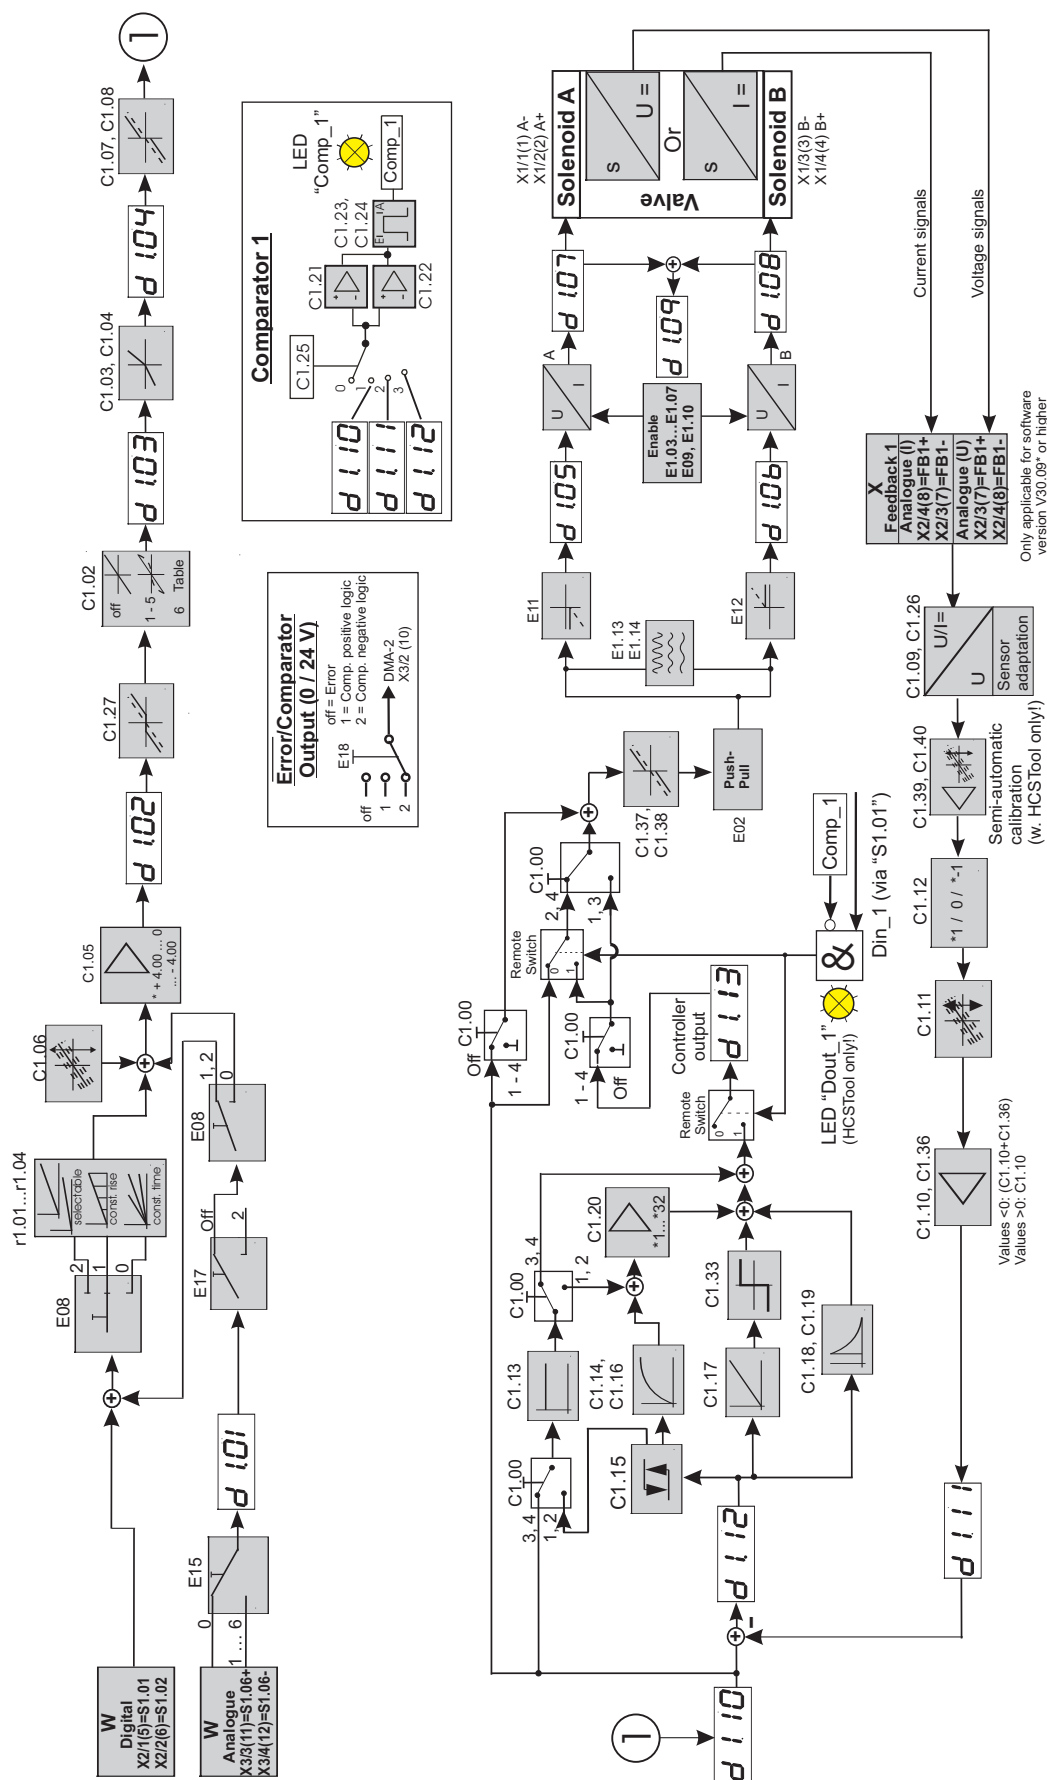 W
Digital
X2/1(5)=S1.01
X2/2(6)=S1.02
W
Analogue
X3/3(11)=S1.06+
X3/4(12)=S1.06-
0
1 ... 6
E15
d 1.01
E17
Off
2
E08
1, 2
0
E08
2
1
0
r1.01...r1.04
selectable
const. rise
const. time
C1.06
C1.05
* + 4.00 ... 0
... - 4.00
d 1.02
C1.27
C1.02
off
1 - 5
6 Table
d 1.03
C1.03, C1.04
d 1.04
C1.07, C1.08
1
Error/Comparator
Output (0 / 24 V)
off = Error
1 = Comp. positive logic
2 = Comp. negative logic
E18
off
1
2
DMA-2
X3/2 (10)
Comparator 1
C1.25
0
1
2
3
d 1.10
d 1.11
d 1.12
C1.21
C1.22
+
-
+
-
C1.23,
C1.24
E
A
LED
“Comp_1”
Comp_1
1
d 1.10
-
d 1.12
3, 4
1, 2
C1.00
C1.13
C1.00
3, 4
1, 2
C1.15
C1.14,
C1.16
C1.20
*1...*32
C1.17
C1.33
C1.18, C1.19
Remote
Switch
0
1
Controller
output
d 1.13
Off
1 - 4
C1.00
1 - 4
Off
C1.00
Remote
Switch
0
1
2, 4
1, 3
C1.00
C1.37,
C1.38
Push-
Pull
E02
LED “Dout_1”
(HCSTool only!)
&
Din_1 (via “S1.01”)
Comp_1
E11
E1.13
E1.14
E12
d 1.05
d 1.06
U
I
A
U
I
B
Enable
E1.03...E1.07
E09, E1.10
d 1.07
d 1.09
d 1.08
X1/1(1) A-
X1/2(2) A+
Solenoid A
Valve
s
U =
Or
s
I =
Solenoid B
X1/3(3) B-
X1/4(4) B+
Current signals
Voltage signals
X
Feedback 1
Analogue (I)
X2/4(8)=FB1+
X2/3(7)=FB1-
Analogue (U)
X2/3(7)=FB1+
X2/4(8)=FB1-
Only applicable for software
version V30.09* or higher
C1.09, C1.26
U/I=
U
Sensor
adaptation
C1.39, C1.40
Semi-automatic
calibration
(w. HCSTool only!)
C1.12
*1 / 0 / *-1
C1.11
C1.10, C1.36
Values <0: (C1.10+C1.36)
Values >0: C1.10
d 1.11